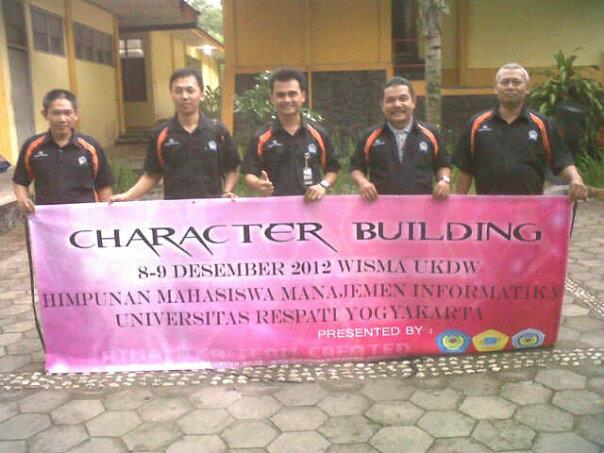 CHARACTER BUILDING
8-9 DESEMBER 2012 WISMA UKDW
HIMPUNAN MAHASISWA MANAJEMEN INFORMATIKA
UNIVERSITAS RESPATI YOGYAKARTA
PRESENTED BY :